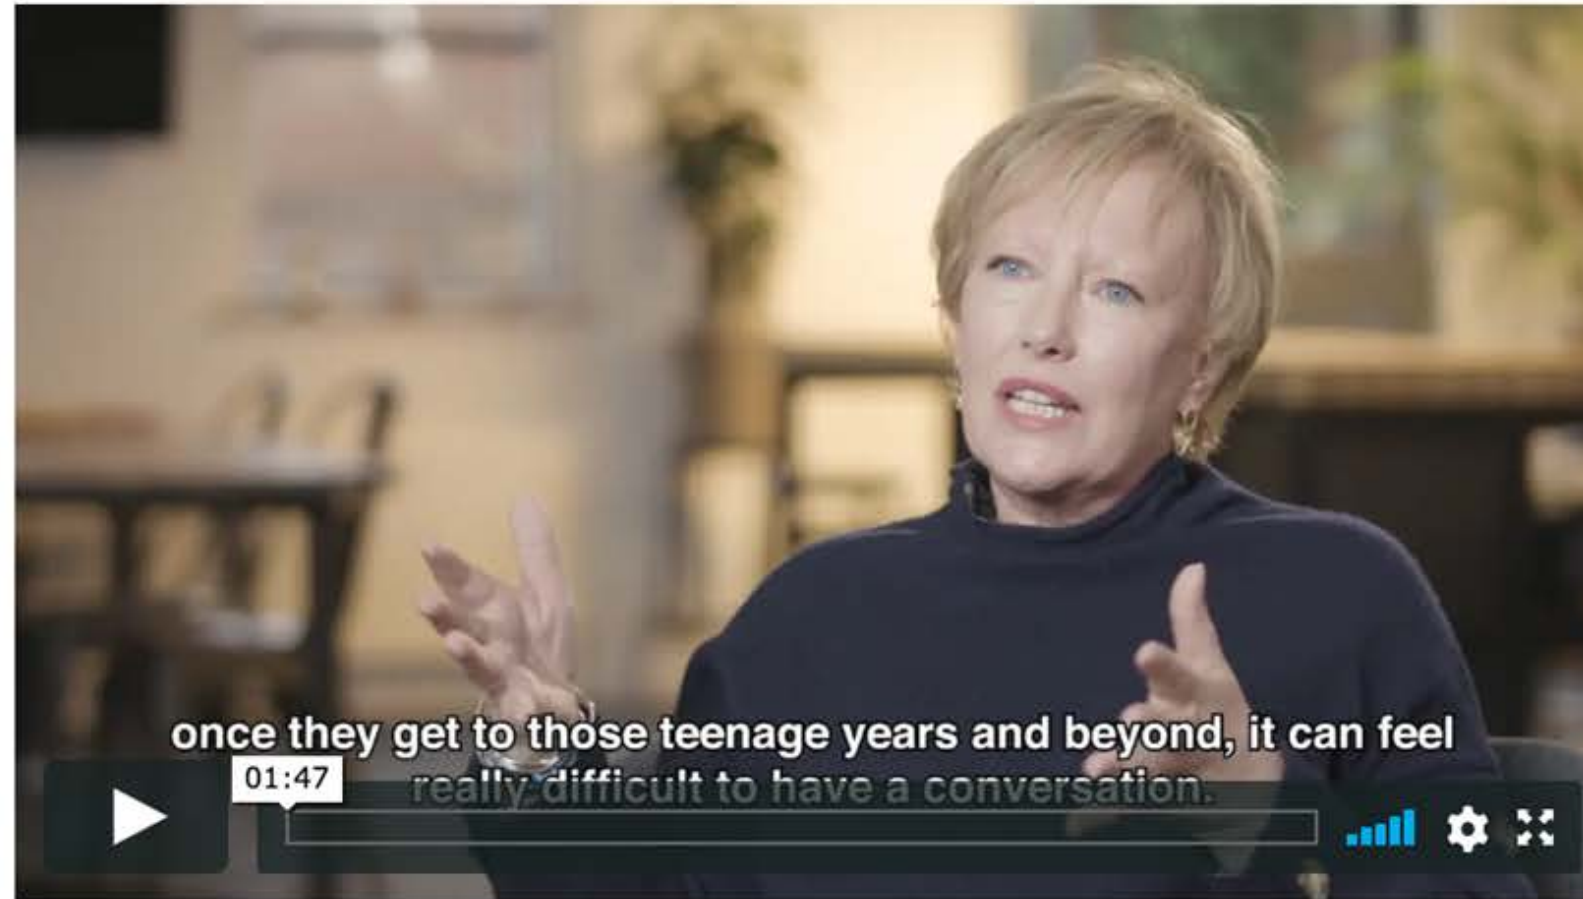 once they get to those teenage years and beyond, it can feel
really difficult to have a conversation.
01:47